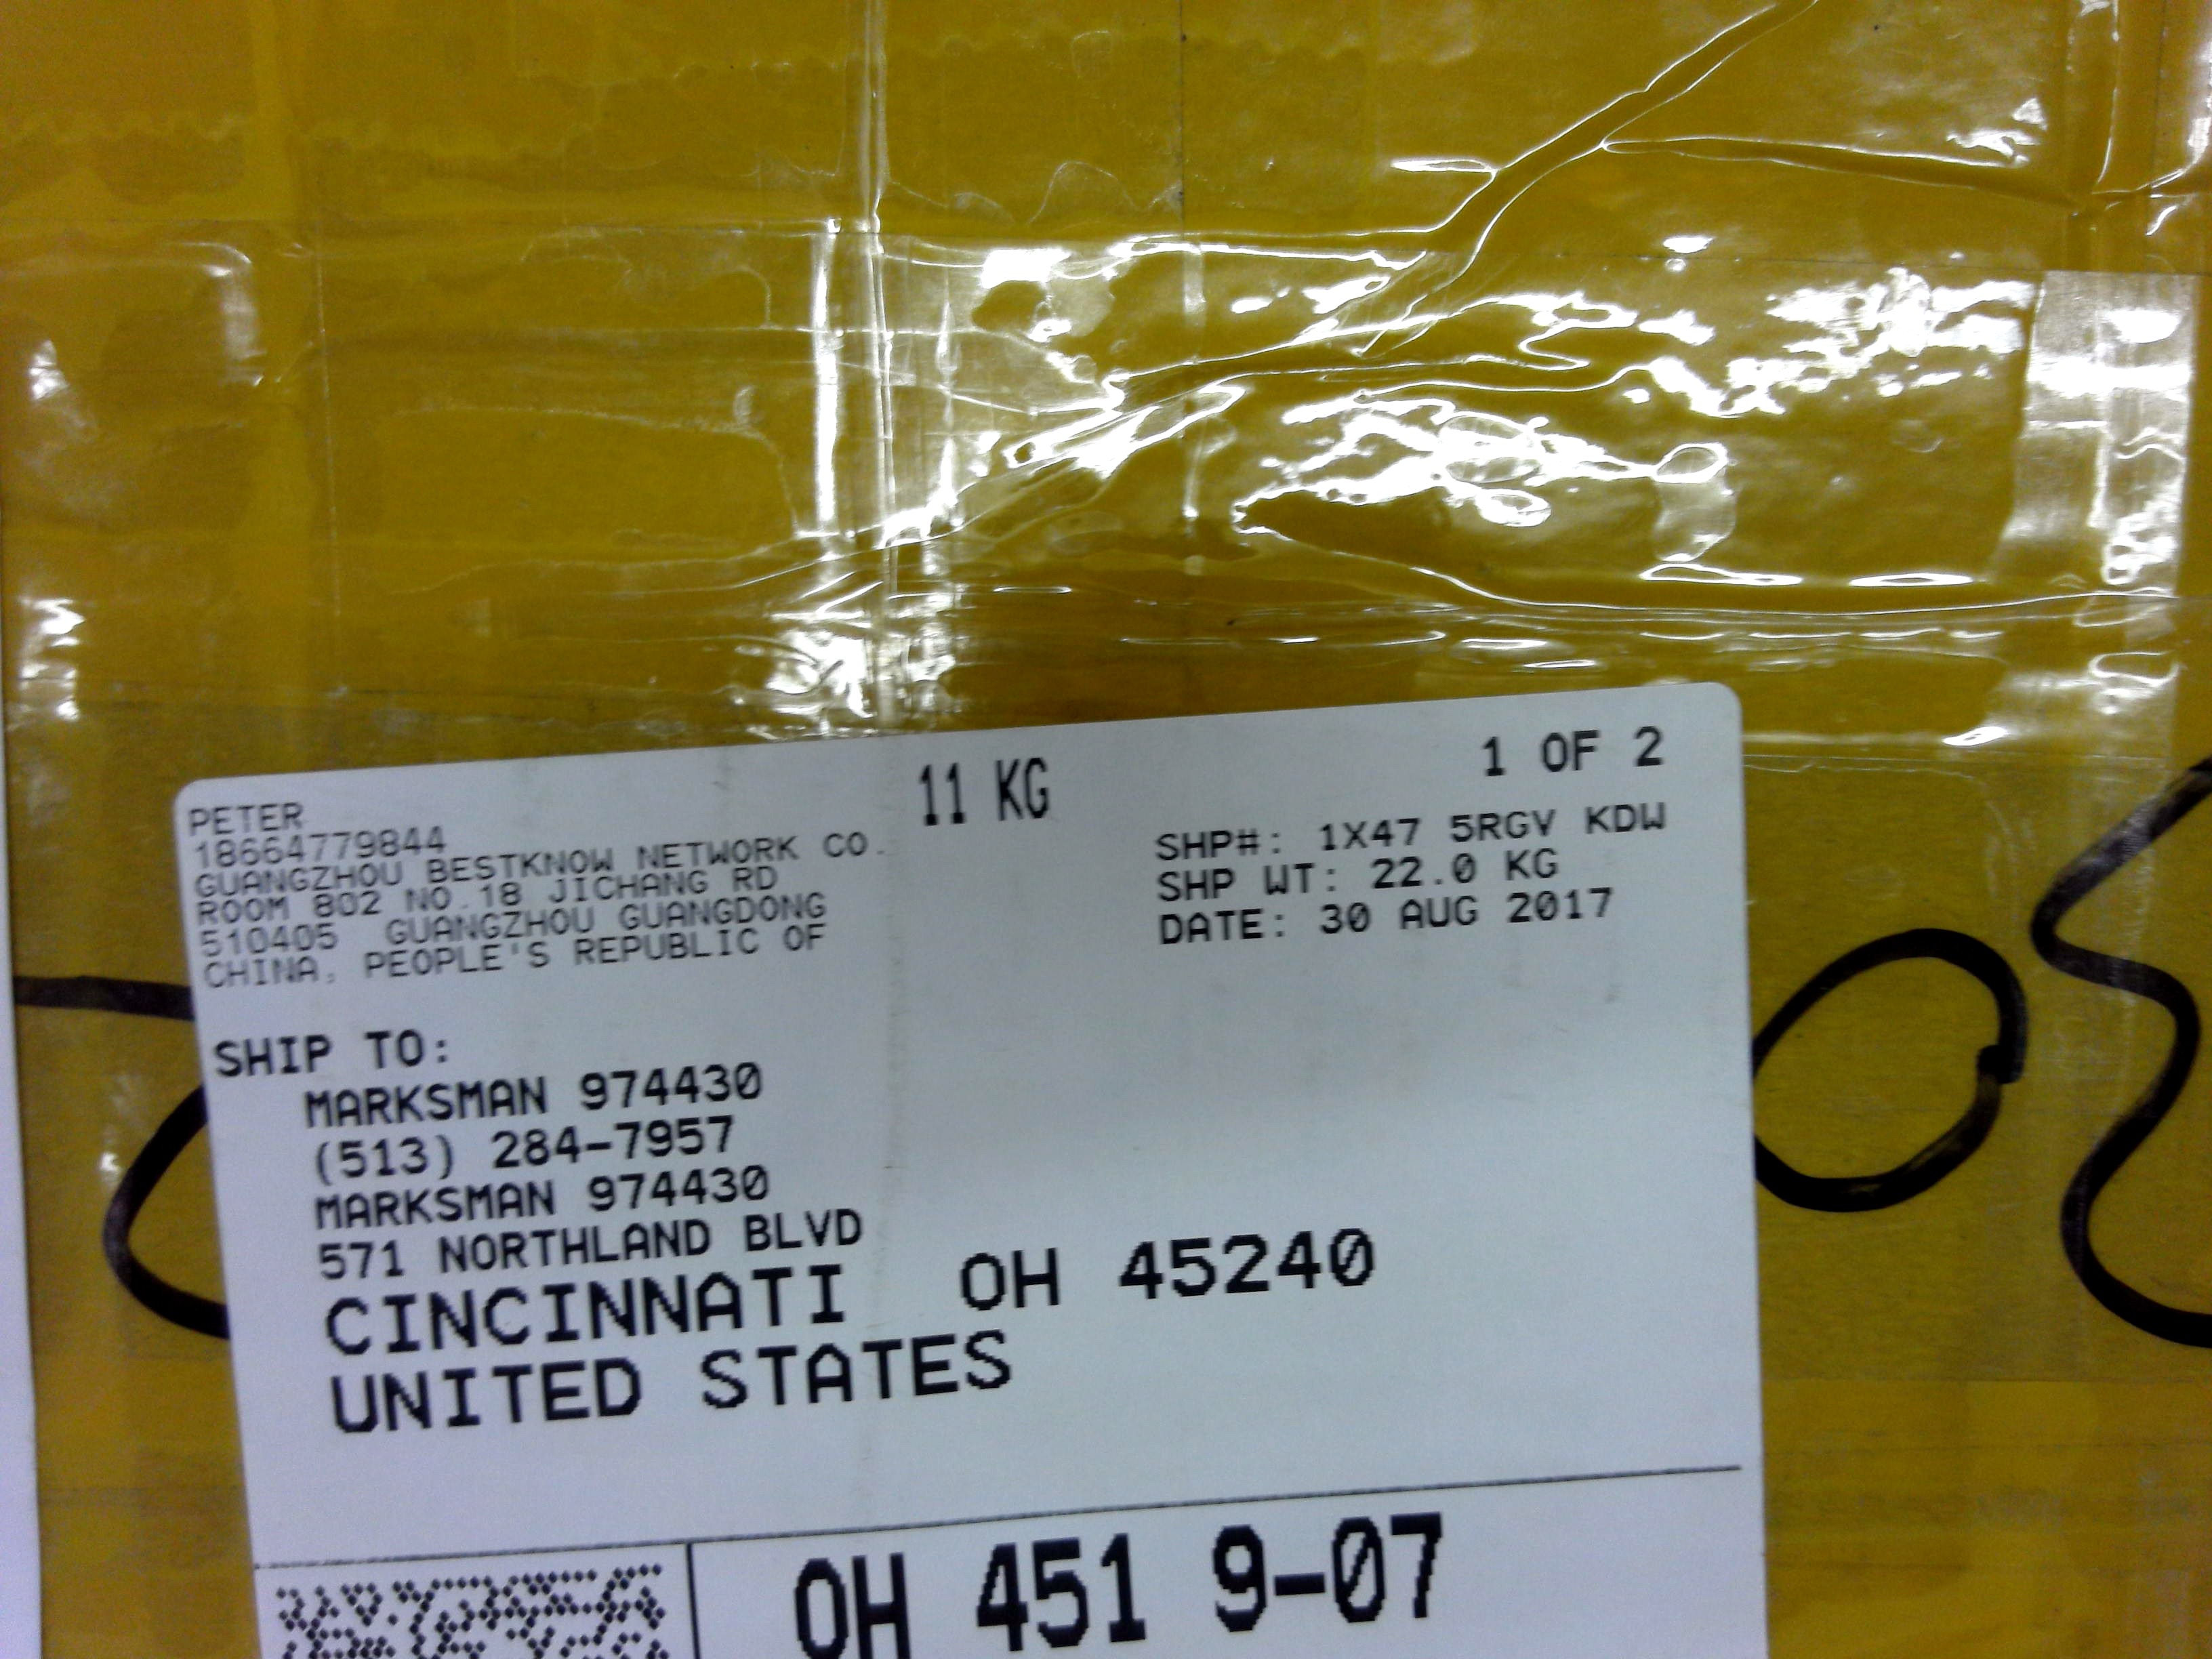 11 KG
1 OF 2
PETER
18664779844
GUANGZHOU BESTKNOW NETWORK CO.
ROOM 802 NO.18 JICHANG RD
510405 GUANGZHOU GUANGDONG
CHINA, PEOPLE'S REPUBLIC OF
SHP#: 1X47 5RGV KDW
SHP WT: 22.0 KG
DATE: 30 AUG 2017
SHIP TO:
MARKSMAN 974430
(513) 284-7957
MARKSMAN 974430
571 NORTHLAND BLVD
CINCINNATI OH 45240
UNITED STATES
OH 451 9-07